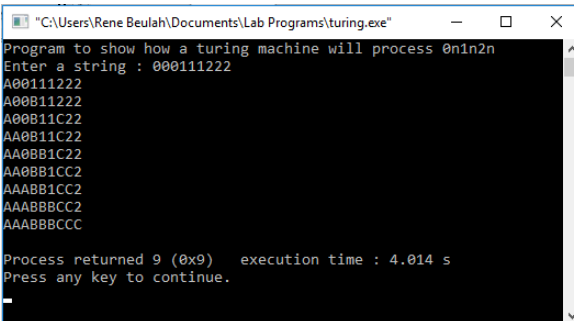 "C:\Users\Rene Beulah\Documents\Lab Programs\turing.exe"
Program to show how a turing machine will process 0n1n2n
Enter a string : 000111222
A00111222
A00B11222
A00B11C22
AA0B11C22
AA0BB1C22
AA0BB1CC2
AAABB1CC2
AAABBBCC2
AAABBBCCC
Process returned 9 (0x9)   execution time : 4.014 s
Press any key to continue.